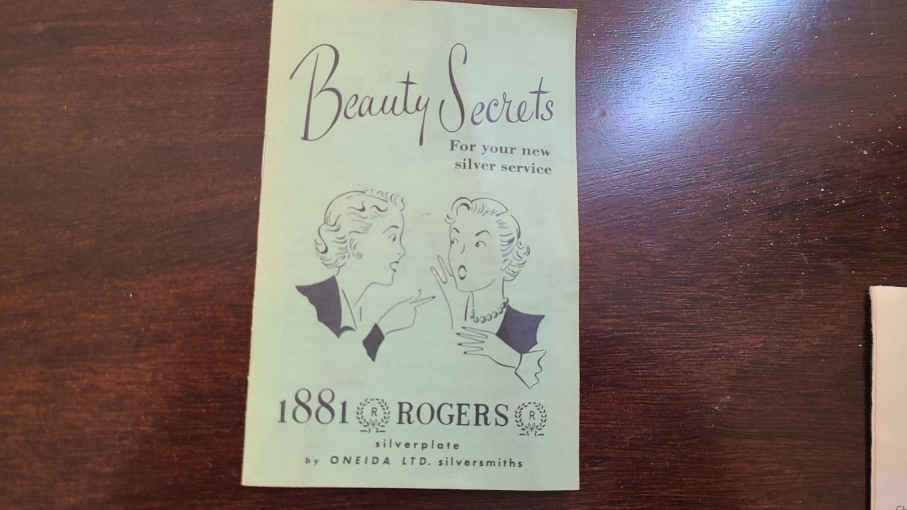 Beauty Secrets
For your new
silver service
1881 R ROGERS R
silverplate
by ONEIDA LTD. silversmiths